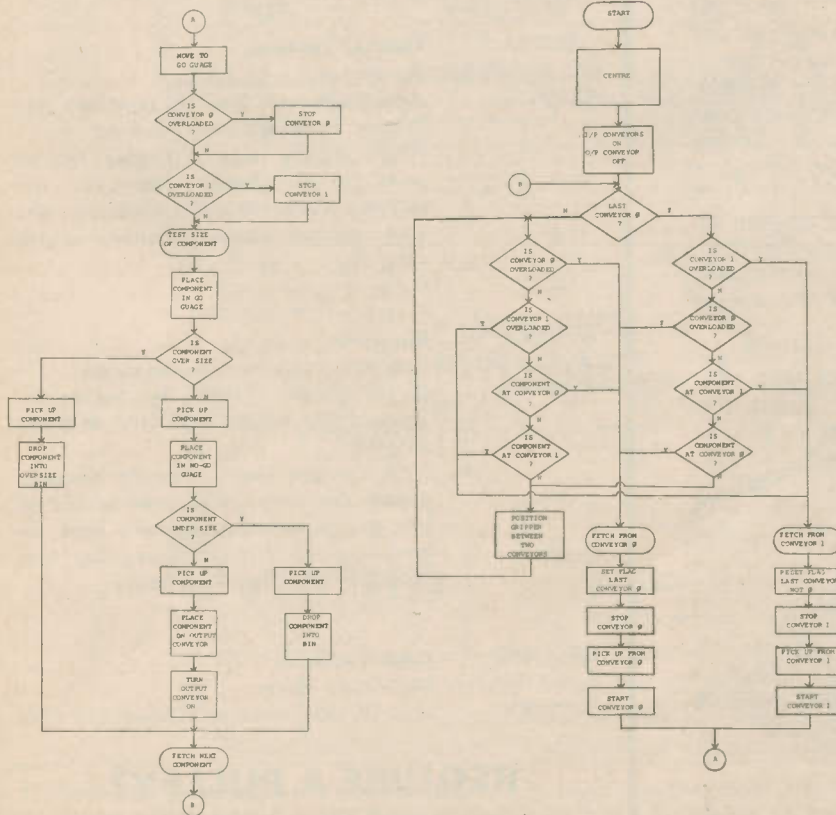 A
MOVE TO
GO GUAGE
IS
CONVEYOR Ø
OVERLOADED
?
Y
STOP
CONVEYOR Ø
N
IS
CONVEYOR 1
OVERLOADED
?
Y
STOP
CONVEYOR 1
N
TEST SIZE
OF COMPONENT
PLACE
COMPONENT
IN GO
GUAGE
IS
COMPONENT
OVER SIZE
?
Y
N
PICK UP
COMPONENT
DROP
COMPONENT
INTO
OVERSIZE
BIN
PICK UP
COMPONENT
PLACE
COMPONENT
IN NO-GO
GUAGE
IS
COMPONENT
UNDER SIZE
?
Y
N
PICK UP
COMPONENT
PICK UP
COMPONENT
PLACE
COMPONENT
ON OUTPUT
CONVEYOR
DROP
COMPONENT
INTO
BIN
TURN
OUTPUT
CONVEYOR
ON
FETCH NEXT
COMPONENT
B
START
CENTRE
I/P CONVEYORS
ON
O/P CONVEYOR
OFF
B
LAST
CONVEYOR Ø
?
N
Y
IS
CONVEYOR Ø
OVERLOADED
?
Y
N
IS
CONVEYOR 1
OVERLOADED
?
Y
N
IS
COMPONENT
AT CONVEYOR Ø
?
Y
N
IS
COMPONENT
AT CONVEYOR 1
?
Y
N
IS
CONVEYOR 1
OVERLOADED
?
Y
N
IS
CONVEYOR Ø
OVERLOADED
?
Y
N
IS
COMPONENT
AT CONVEYOR 1
?
Y
N
IS
COMPONENT
AT CONVEYOR Ø
?
Y
N
POSITION
GRIPPER
BETWEEN
TWO
CONVEYORS
FETCH FROM
CONVEYOR Ø
SET FLAG
LAST
CONVEYOR Ø
STOP
CONVEYOR Ø
PICK UP FROM
CONVEYOR Ø
START
CONVEYOR Ø
FETCH FROM
CONVEYOR 1
RESET FLAG
LAST CONVEYOR
NOT Ø
STOP
CONVEYOR 1
PICK UP FROM
CONVEYOR 1
START
CONVEYOR 1
A